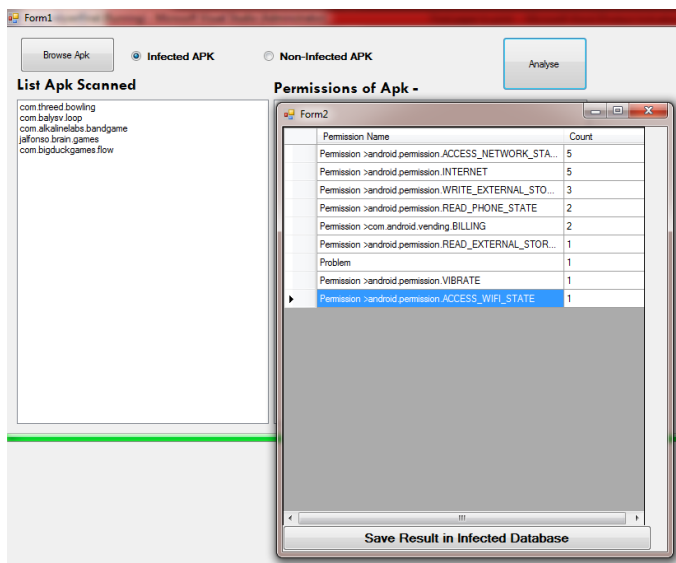 Form1
Browse Apk
Infected APK
Non-Infected APK
Analyse
List Apk Scanned
Permissions of Apk -
com.threed.bowling
com.balysv.loop
com.alkalinelabs.bandgame
jalfonso.brain.games
com.bigduckgames.flow
Form2
Permission Name Count
Permission >android.permission.ACCESS_NETWORK_STA... 5
Permission >android.permission.INTERNET 5
Permission >android.permission.WRITE_EXTERNAL_STO... 3
Permission >android.permission.READ_PHONE_STATE 2
Permission >com.android.vending.BILLING 2
Permission >android.permission.READ_EXTERNAL_STOR... 1
Problem 1
Permission >android.permission.VIBRATE 1
Permission >android.permission.ACCESS_WIFI_STATE 1
Save Result in Infected Database